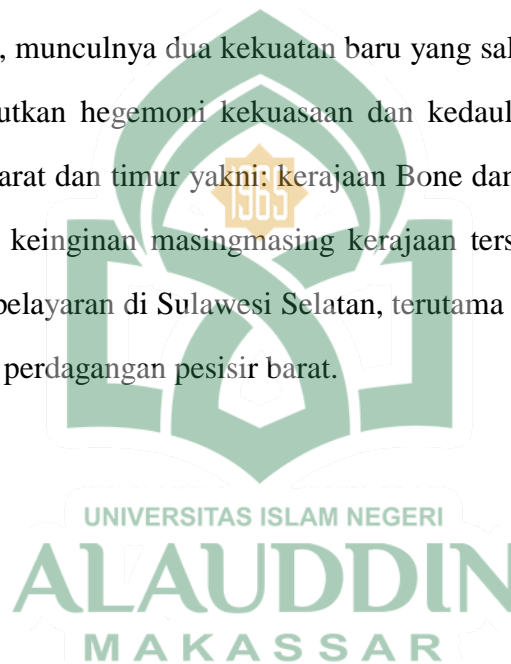 , munculnya dua kekuatan baru yang sal
utkan hegemoni kekuasaan dan kedaul
arat dan timur yakni: kerajaan Bone dan
keinginan masingmasing kerajaan ters
pelayaran di Sulawesi Selatan, terutama
perdagangan pesisir barat.
1965
UNIVERSITAS ISLAM NEGERI
ALAUDDIN
MAKASSAR